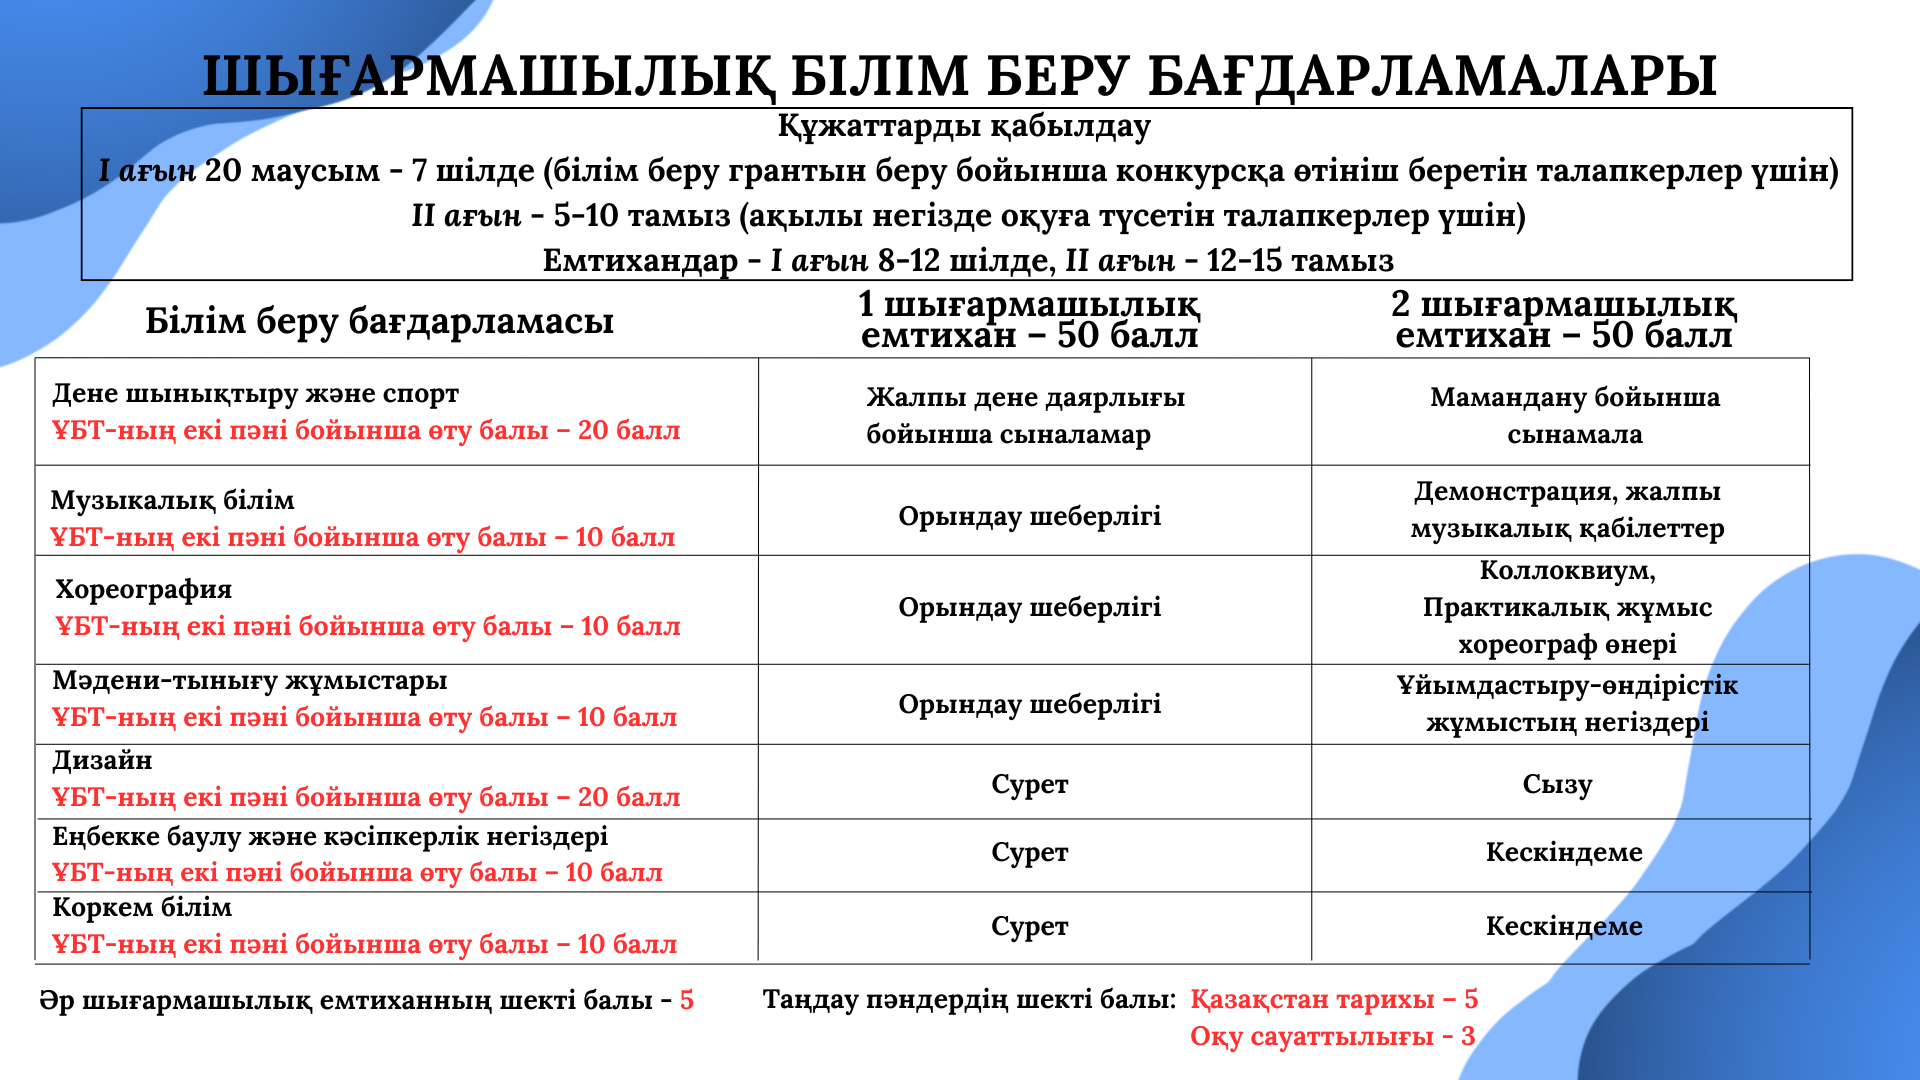 ШЫҒАРМАШЫЛЫҚ БІЛІМ БЕРУ БАҒДАРЛАМАЛАРЫ
Құжаттарды қабылдау
I ағын 20 маусым - 7 шілде (білім беру грантын беру бойынша конкурсқа өтініш беретін талапкерлер үшін)
II ағын - 5-10 тамыз (ақылы негізде оқуға түсетін талапкерлер үшін)
Емтихандар - I ағын 8-12 шілде, II ағын - 12-15 тамыз
Білім беру бағдарламасы
1 шығармашылық
емтихан – 50 балл
2 шығармашылық
емтихан – 50 балл
Дене шынықтыру және спорт
ҰБТ-ның екі пәні бойынша өту балы – 20 балл
Жалпы дене даярлығы
бойынша сыналамар
Мамандану бойынша
сынамала
Музыкалық білім
ҰБТ-ның екі пәні бойынша өту балы – 10 балл
Орындау шеберлігі
Демонстрация, жалпы
музыкалық қабілеттер
Хореография
ҰБТ-ның екі пәні бойынша өту балы – 10 балл
Орындау шеберлігі
Коллоквиум,
Практикалық жұмыс
хореограф өнері
Мәдени-тынығу жұмыстары
ҰБТ-ның екі пәні бойынша өту балы – 10 балл
Орындау шеберлігі
Ұйымдастыру-өндірістік
жұмыстың негіздері
Дизайн
ҰБТ-ның екі пәні бойынша өту балы – 20 балл
Сурет
Сызу
Еңбекке баулу және кәсіпкерлік негіздері
ҰБТ-ның екі пәні бойынша өту балы – 10 балл
Сурет
Кескіндеме
Коркем білім
ҰБТ-ның екі пәні бойынша өту балы – 10 балл
Сурет
Кескіндеме
Әр шығармашылық емтиханның шекті балы - 5
Таңдау пәндердің шекті балы: Қазақстан тарихы – 5
Оқу сауаттылығы - 3